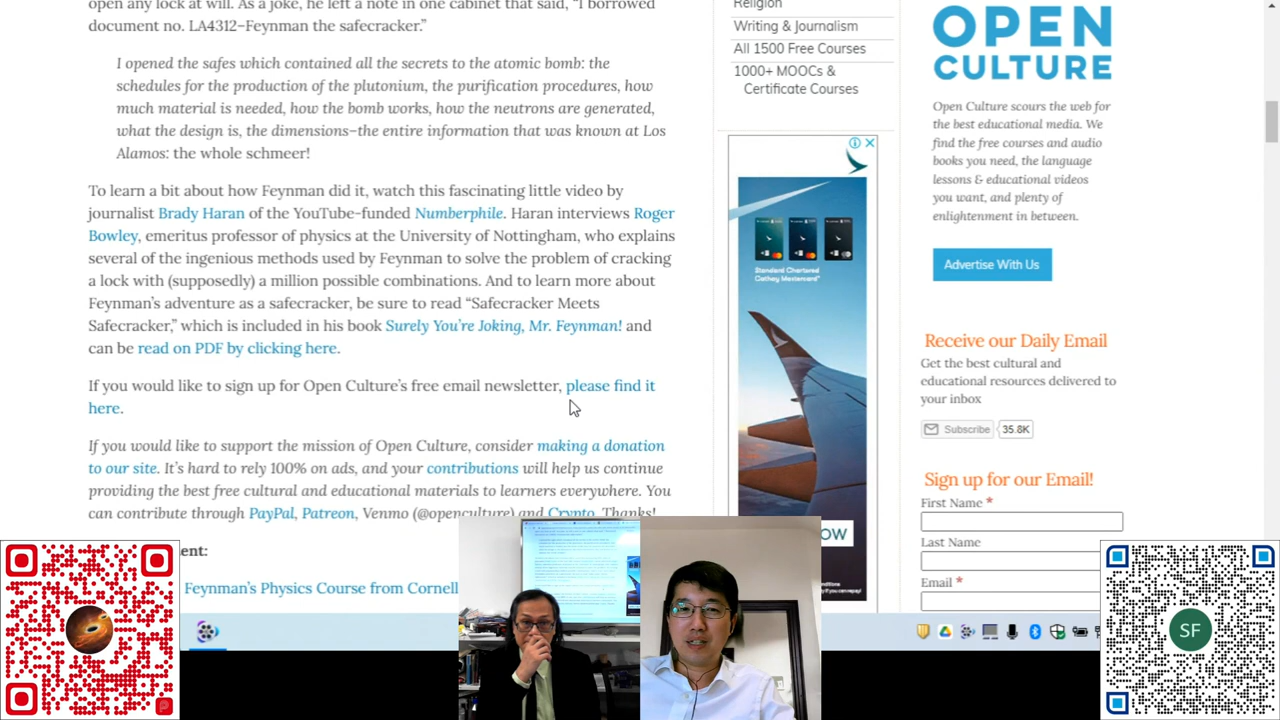 open any lock at will. As a joke, he left a note in one cabinet that said, "I borrowed
document no. LA4312–Feynman the safecracker."
I opened the safes which contained all the secrets to the atomic bomb: the
schedules for the production of the plutonium, the purification procedures, how
much material is needed, how the bomb works, how the neutrons are generated,
what the design is, the dimensions–the entire information that was known at Los
Alamos: the whole schmeer!
To learn a bit about how Feynman did it, watch this fascinating little video by
journalist Brady Haran of the YouTube-funded Numberphile. Haran interviews Roger
Bowley, emeritus professor of physics at the University of Nottingham, who explains
several of the ingenious methods used by Feynman to solve the problem of cracking
a lock with (supposedly) a million possible combinations. And to learn more about
Feynman's adventure as a safecracker, be sure to read "Safecracker Meets
Safecracker," which is included in his book Surely You're Joking, Mr. Feynman! and
can be read on PDF by clicking here.
If you would like to sign up for Open Culture's free email newsletter, please find it
here.
If you would like to support the mission of Open Culture, consider making a donation
to our site. It's hard to rely 100% on ads, and your contributions will help us continue
providing the best free cultural and educational materials to learners everywhere. You
can contribute through PayPal, Patreon, Venmo (@openculture) and Crypto. Thanks!
ent:
Feynman's Physics Course from Cornell
Religion
Writing & Journalism
All 1500 Free Courses
1000+ MOOCs &
Certificate Courses
Standard Chartered
Cathay Mastercard
OW
OPEN
CULTURE
Open Culture scours the web for
the best educational media. We
find the free courses and audio
books you need, the language
lessons & educational videos
you want, and plenty of
enlightenment in between.
Advertise With Us
Receive our Daily Email
Get the best cultural and
educational resources delivered to
your inbox
Subscribe 35.8K
Sign up for our Email!
First Name *
Last Name
Email *
SF